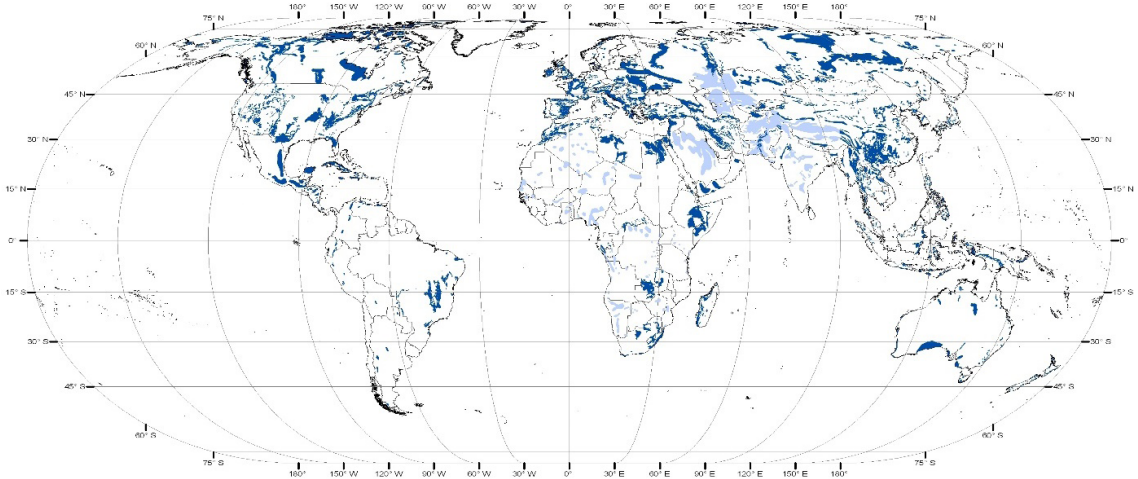 75° N 180° 150° W 120° W 90° W 60° W 30° W 0° 30° E 60° E 90° E 120° E 150° E 180° 75° N
60° N 60° N
45° N 45° N
30° N 30° N
15° N 15° N
0° 0°
15° S 15° S
30° S 30° S
45° S 45° S
60° S 60° S
75° S 75° S
180° 150° W 120° W 90° W 60° W 30° W 0° 30° E 60° E 90° E 120° E 150° E 180°